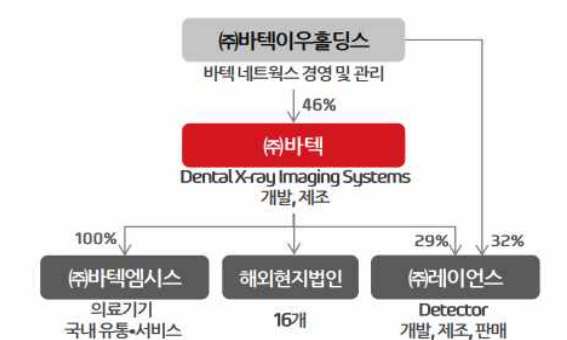 ㈜바텍이우홀딩스
바텍 네트웍스 경영 및 관리
46%
㈜바텍
Dental X-ray Imaging Systems
개발, 제조
100%
29%
32%
㈜바텍엠시스
해외현지법인
㈜레이언스
의료기기
국내 유통•서비스
16개
Detector
개발, 제조, 판매